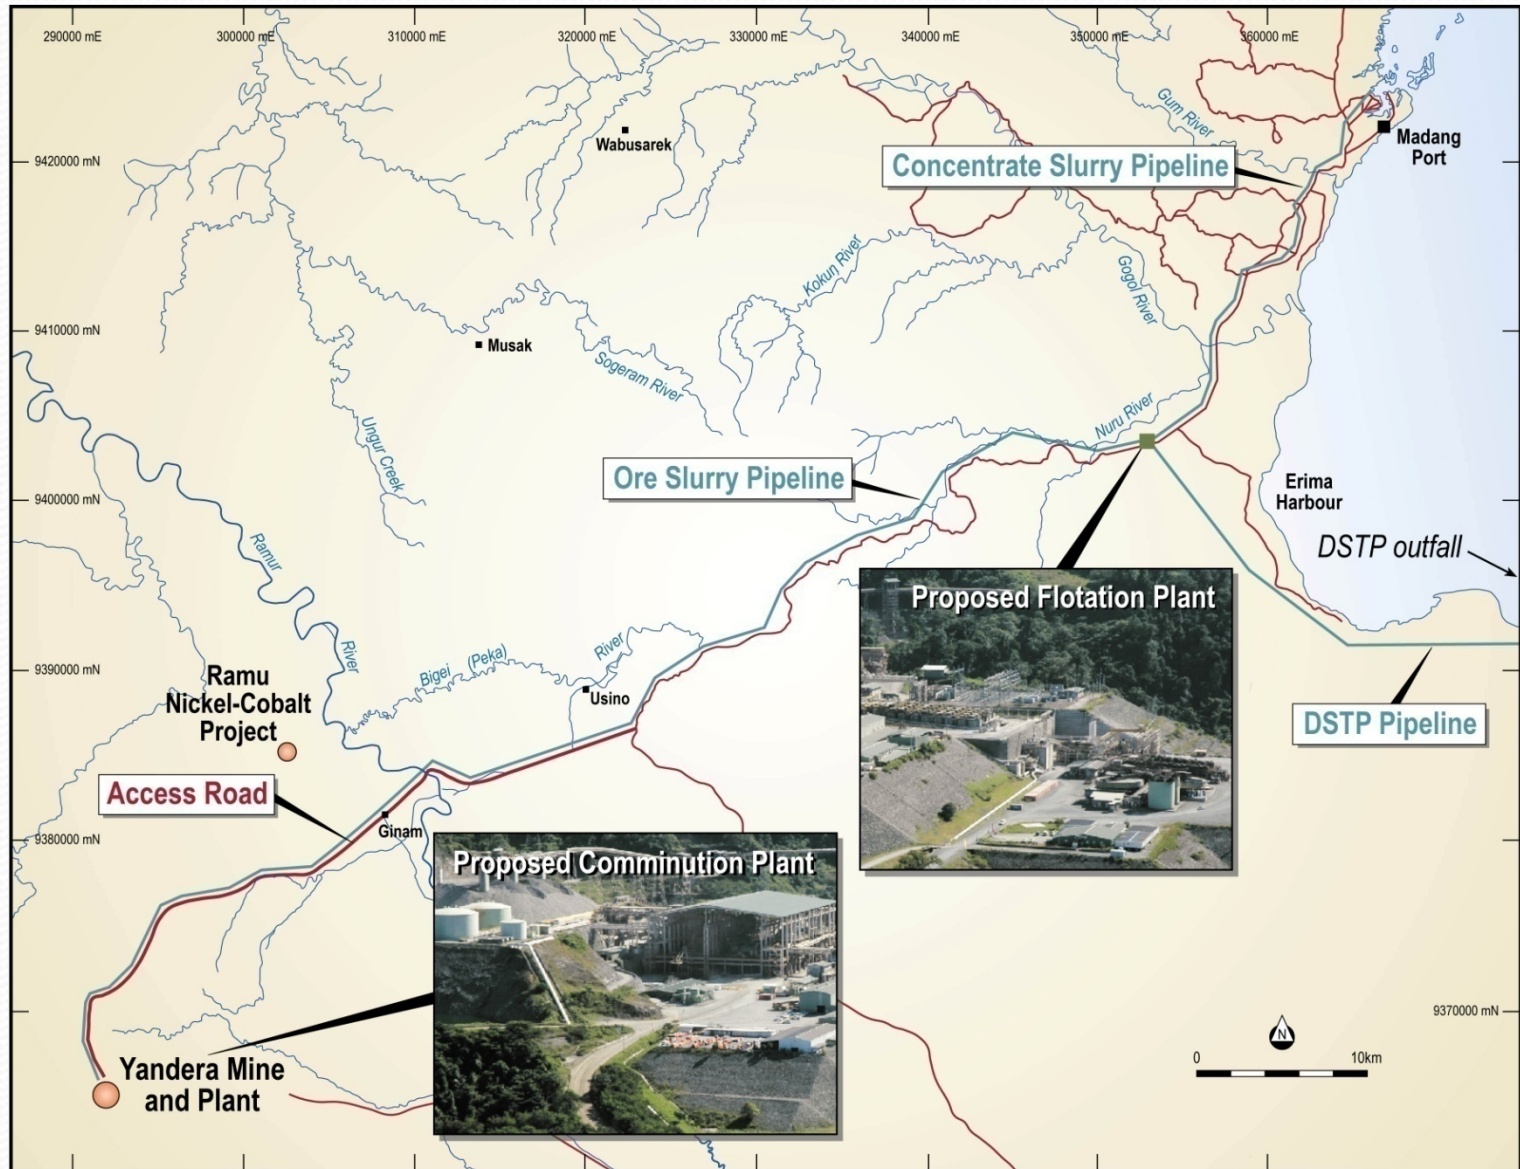 290000 mE
300000 mE
310000 mE
320000 mE
330000 mE
340000 mE
350000 mE
360000 mE
Gum River
Madang
Port
Wabusarek
9420000 mN
Concentrate Slurry Pipeline
Kokun River
Gogol River
9410000 mN
Musak
Sogeram River
Ungur Creek
Nuru River
Ore Slurry Pipeline
Erima
Harbour
9400000 mN
DSTP outfall
Ramur
River
Proposed Flotation Plant
Bigei (Peka)
River
9390000 mN
Ramu
Nickel-Cobalt
Project
Usino
DSTP Pipeline
Access Road
Ginam
9380000 mN
Proposed Comminution Plant
9370000 mN
N
0
10km
Yandera Mine
and Plant